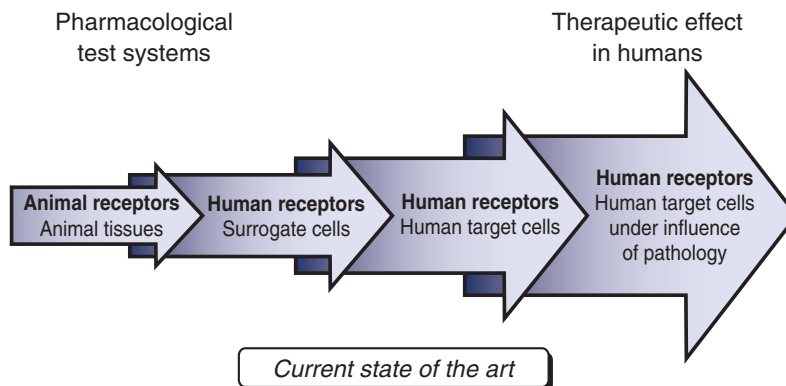 Pharmacological
test systems
Therapeutic effect
in humans
Animal receptors
Animal tissues
Human receptors
Surrogate cells
Human receptors
Human target cells
Human receptors
Human target cells
under influence
of pathology
Current state of the art